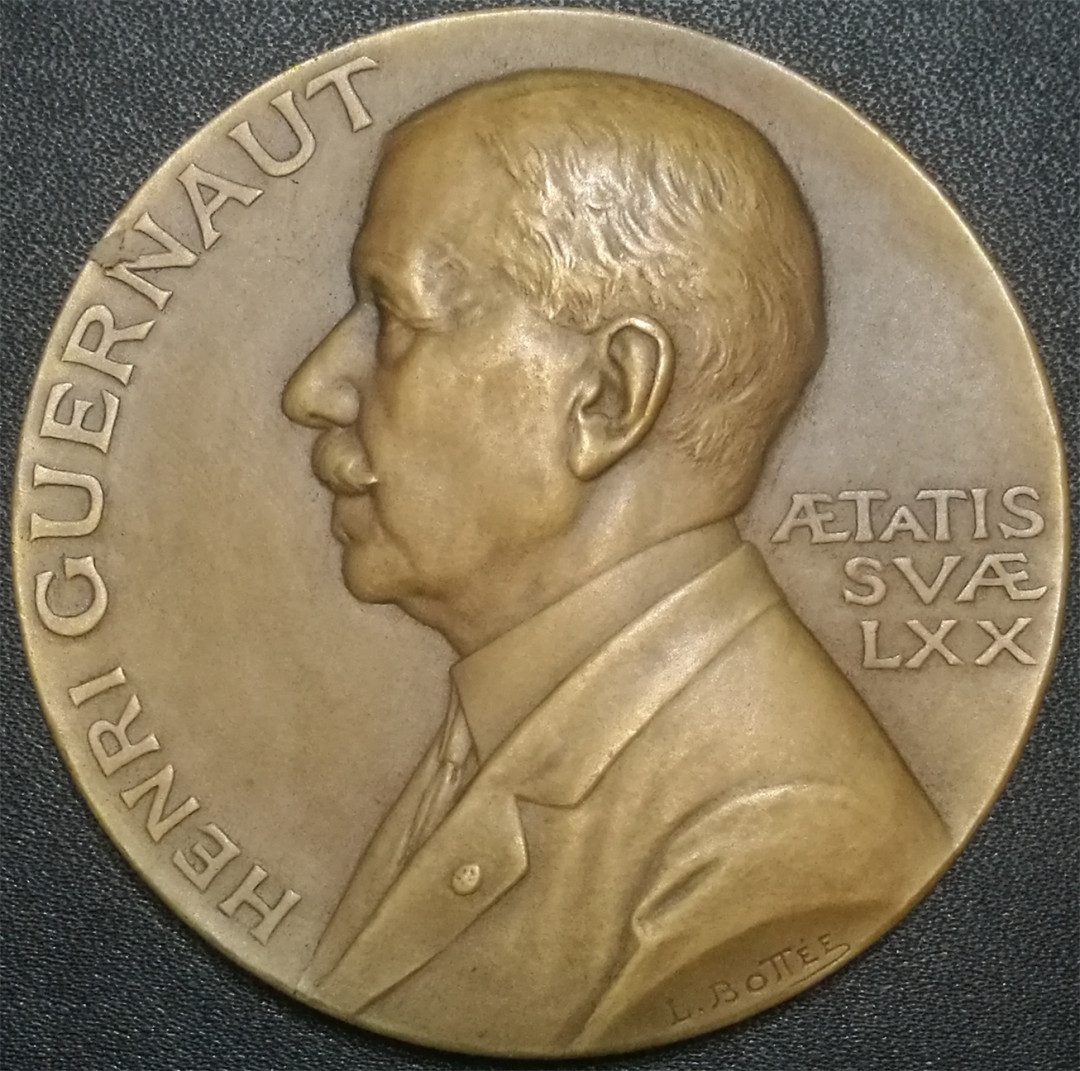 HENRI GUERNAUT
ÆTATIS
SVÆ
LXX
L. BOTTÉE